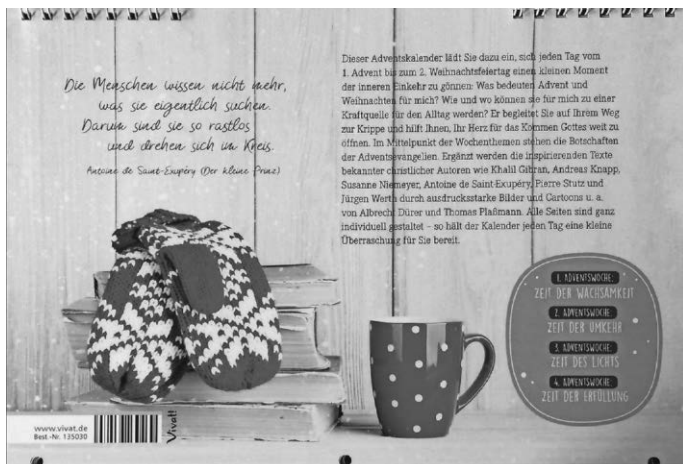 Die Menschen wissen nicht mehr,
was sie eigentlich suchen.
Darum sind sie so rastlos
und drehen sich im Kreis.
Antoine de Saint-Exupéry (Der kleine Prinz)
Dieser Adventskalender lädt Sie dazu ein, sich jeden Tag vom
1. Advent bis zum 2. Weihnachtsfeiertag einen kleinen Moment
der inneren Einkehr zu gönnen: Was bedeuten Advent und
Weihnachten für mich? Wie und wo können sie für mich zu einer
Kraftquelle für den Alltag werden? Er begleitet Sie auf Ihrem Weg
zur Krippe und hilft Ihnen, Ihr Herz für das Kommen Gottes weit zu
öffnen. Im Mittelpunkt der Wochenthemen stehen die Botschaften
der Adventsevangelien. Ergänzt werden die inspirierenden Texte
bekannter christlicher Autoren wie Khalil Gibran, Andreas Knapp,
Susanne Niemeyer, Antoine de Saint-Exupéry, Pierre Stutz und
Jürgen Werth durch ausdrucksstarke Bilder und Cartoons u. a.
von Albrecht Dürer und Thomas Plaßmann. Alle Seiten sind ganz
individuell gestaltet – so hält der Kalender jeden Tag eine kleine
Überraschung für Sie bereit.
1. ADVENTSWOCHE:
ZEIT DER WACHSAMKEIT
2. ADVENTSWOCHE:
ZEIT DER UMKEHR
3. ADVENTSWOCHE:
ZEIT DES LICHTS
4. ADVENTSWOCHE:
ZEIT DER ERFÜLLUNG
www.vivat.de
Best.-Nr. 135030
Vivat!